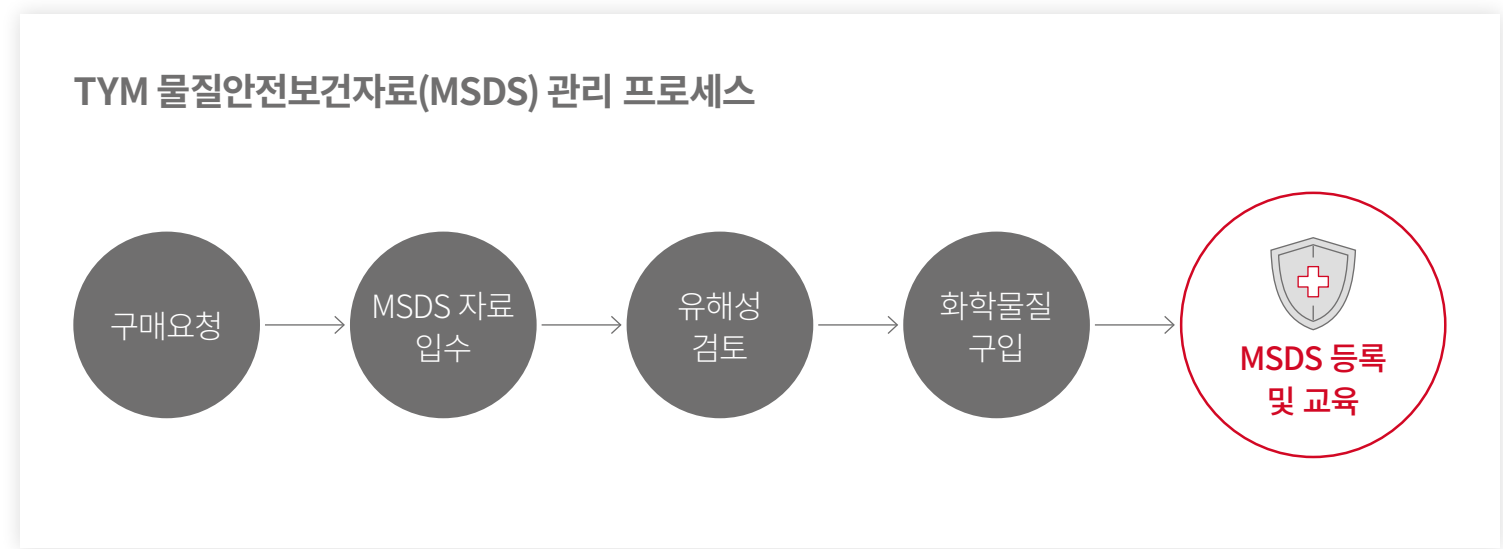 TYM 물질안전보건자료(MSDS) 관리 프로세스
구매요청
MSDS 자료
입수
유해성
검토
화학물질
구입
MSDS 등록
및 교육